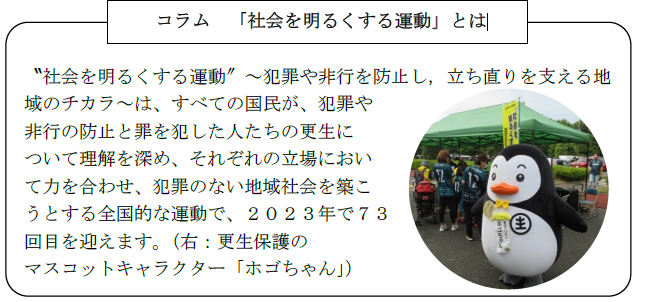 コラム　「社会を明るくする運動」とは
〝社会を明るくする運動〞～犯罪や非行を防止し，立ち直りを支える地
域のチカラ～は、すべての国民が、犯罪や
非行の防止と罪を犯した人たちの更生に
ついて理解を深め、それぞれの立場におい
て力を合わせ、犯罪のない地域社会を築こ
うとする全国的な運動で、２０２３年で７３
回目を迎えます。（右：更生保護の
マスコットキャラクター「ホゴちゃん」）
ホゴちゃん